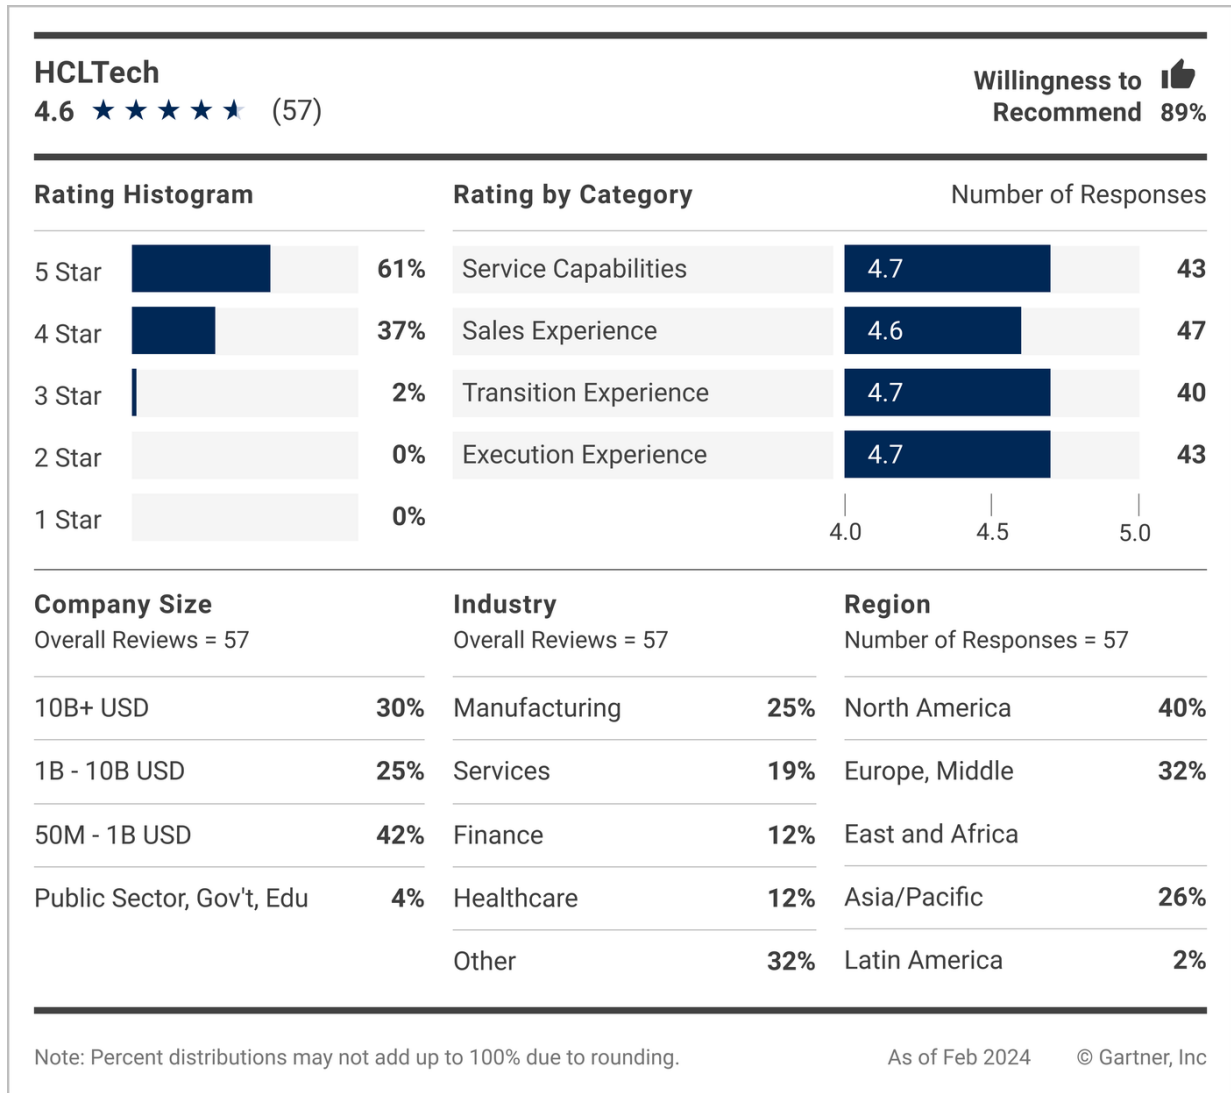 HCLTech
4.6 ★★★★★ (57)
Willingness to
Recommend 89%
Rating Histogram
5 Star 61%
4 Star 37%
3 Star 2%
2 Star 0%
1 Star 0%
Rating by Category Number of Responses
Service Capabilities 4.7 43
Sales Experience 4.6 47
Transition Experience 4.7 40
Execution Experience 4.7 43
4.0 4.5 5.0
Company Size
Overall Reviews = 57
10B+ USD 30%
1B - 10B USD 25%
50M - 1B USD 42%
Public Sector, Gov't, Edu 4%
Industry
Overall Reviews = 57
Manufacturing 25%
Services 19%
Finance 12%
Healthcare 12%
Other 32%
Region
Number of Responses = 57
North America 40%
Europe, Middle 32%
East and Africa
Asia/Pacific 26%
Latin America 2%
Note: Percent distributions may not add up to 100% due to rounding.
As of Feb 2024 © Gartner, Inc